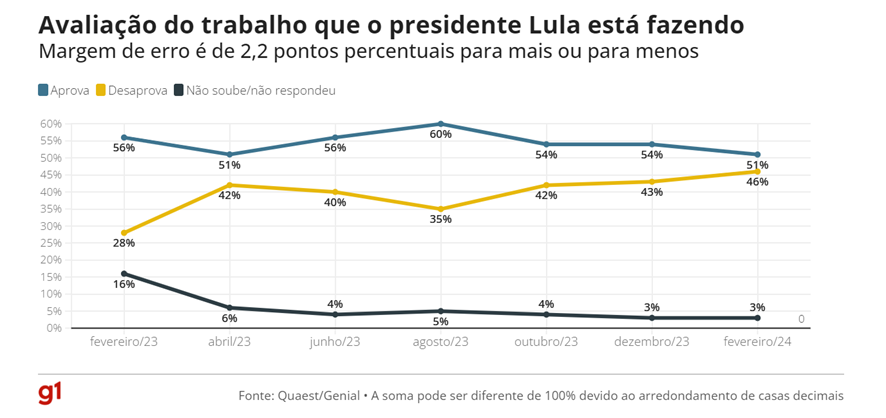 Avaliação do trabalho que o presidente Lula está fazendo
Margem de erro é de 2,2 pontos percentuais para mais ou para menos
Aprova Desaprova Não soube/não respondeu
60%
55%
50%
45%
40%
35%
30%
25%
20%
15%
10%
5%
0%
56% 51% 56% 60% 54% 54% 51%
28% 42% 40% 35% 42% 43% 46%
16% 6% 4% 5% 4% 3% 3%
0
fevereiro/23 abril/23 junho/23 agosto/23 outubro/23 dezembro/23 fevereiro/24
g1
Fonte: Quaest/Genial • A soma pode ser diferente de 100% devido ao arredondamento de casas decimais